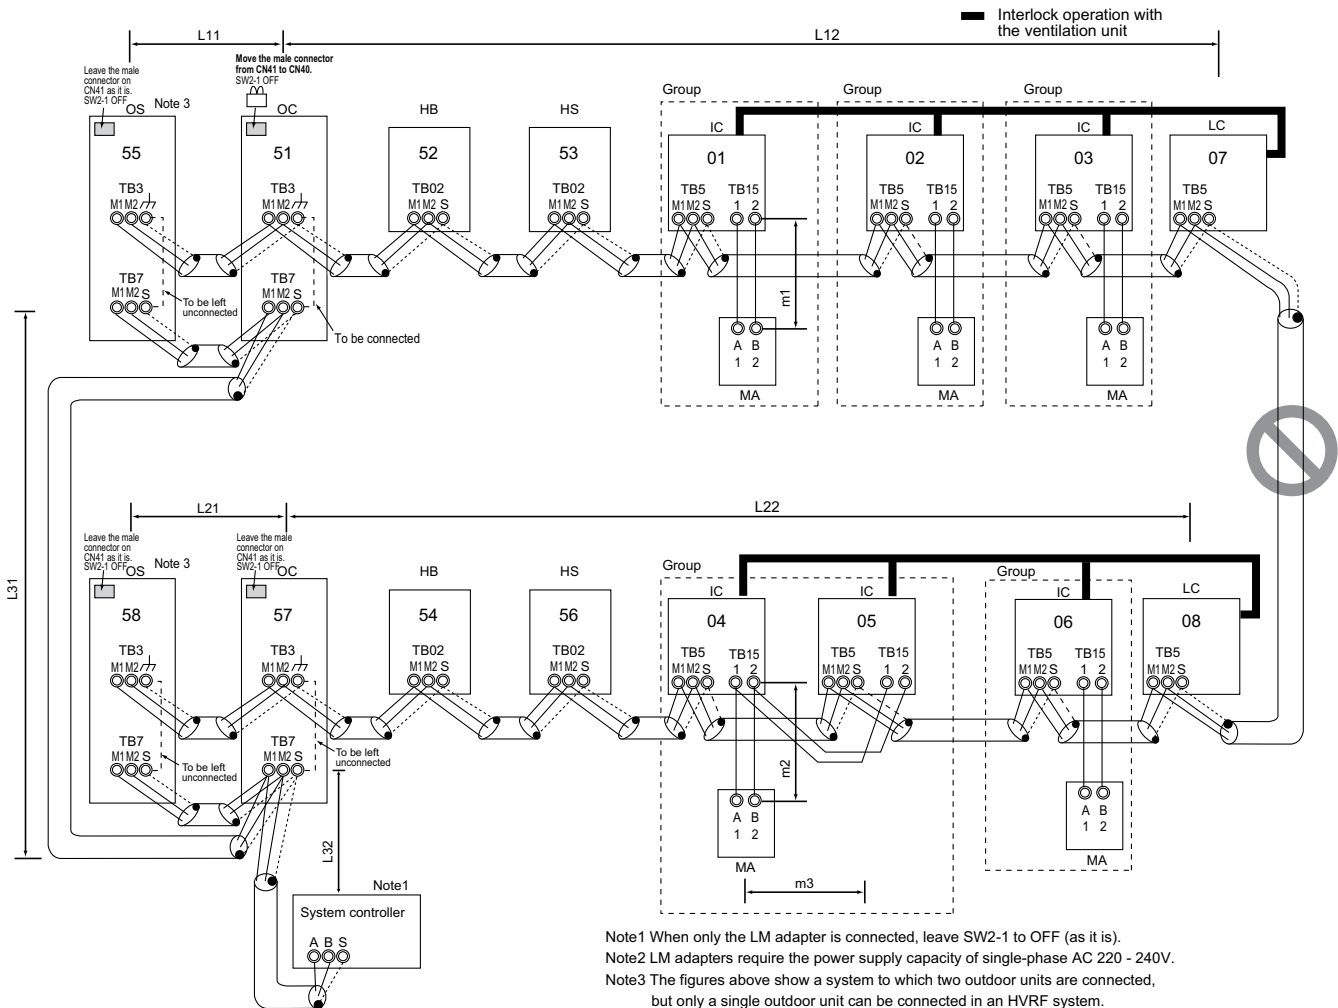 Interlock operation with
the ventilation unit
L11
L12
Leave the male
connector on
CN41 as it is.
SW2-1 OFF
Note 3
OS
Move the male connector
from CN41 to CN40.
SW2-1 OFF
OC
HB
HS
Group
Group
Group
IC
IC
IC
LC
55
51
52
53
01
02
03
07
TB3
TB3
TB02
TB02
TB5 TB15
TB5 TB15
TB5 TB15
TB5
M1 M2
M1 M2
M1 M2 S
M1 M2 S
M1 M2 S 1 2
M1 M2 S 1 2
M1 M2 S 1 2
M1 M2 S
TB7
TB7
M1 M2 S
M1 M2 S
To be left
unconnected
To be connected
m1
A B
1 2
MA
A B
1 2
MA
A B
1 2
MA
L31
L21
L22
Leave the male
connector on
CN41 as it is.
SW2-1 OFF
Note 3
OS
Leave the male
connector on
CN41 as it is.
SW2-1 OFF
OC
HB
HS
Group
Group
IC
IC
IC
LC
58
57
54
56
04
05
06
08
TB3
TB3
TB02
TB02
TB5 TB15
TB5 TB15
TB5 TB15
TB5
M1 M2
M1 M2
M1 M2 S
M1 M2 S
M1 M2 S 1 2
M1 M2 S 1 2
M1 M2 S 1 2
M1 M2 S
TB7
TB7
M1 M2 S
M1 M2 S
To be left
unconnected
To be left
unconnected
m2
A B
1 2
MA
A B
1 2
MA
m3
L32
Note1
System controller
A B S
Note1 When only the LM adapter is connected, leave SW2-1 to OFF (as it is).
Note2 LM adapters require the power supply capacity of single-phase AC 220 - 240V.
Note3 The figures above show a system to which two outdoor units are connected,
but only a single outdoor unit can be connected in an HVRF system.